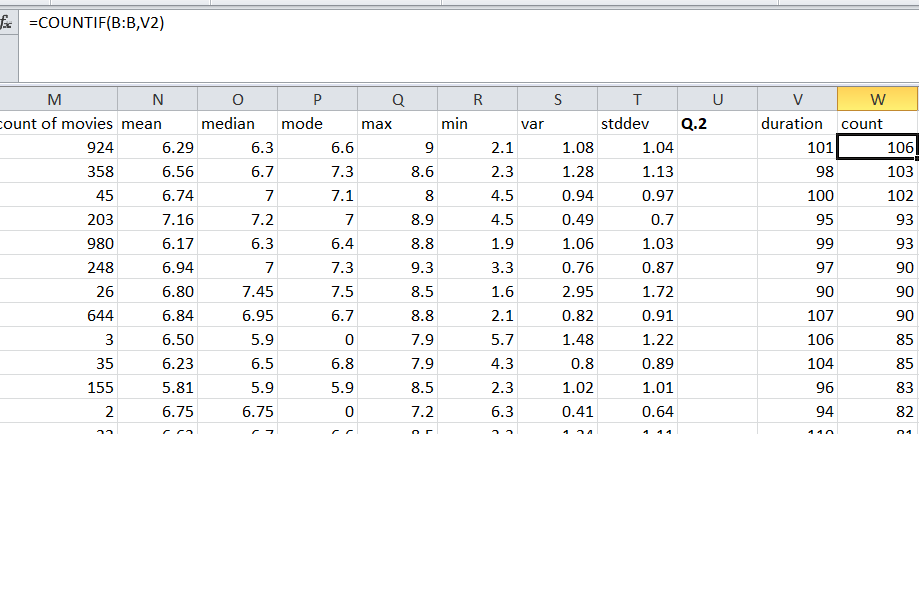 fx =COUNTIF(B:B,V2)
M N O P Q R S T U V W
count of movies mean median mode max min var stddev Q.2 duration count
924 6.29 6.3 6.6 9 2.1 1.08 1.04 101 106
358 6.56 6.7 7.3 8.6 2.3 1.28 1.13 98 103
45 6.74 7 7.1 8 4.5 0.94 0.97 100 102
203 7.16 7.2 7 8.9 4.5 0.49 0.7 95 93
980 6.17 6.3 6.4 8.8 1.9 1.06 1.03 99 93
248 6.94 7 7.3 9.3 3.3 0.76 0.87 97 90
26 6.80 7.45 7.5 8.5 1.6 2.95 1.72 90 90
644 6.84 6.95 6.7 8.8 2.1 0.82 0.91 107 90
3 6.50 5.9 0 7.9 5.7 1.48 1.22 106 85
35 6.23 6.5 6.8 7.9 4.3 0.8 0.89 104 85
155 5.81 5.9 5.9 8.5 2.3 1.02 1.01 96 83
2 6.75 6.75 0 7.2 6.3 0.41 0.64 94 82